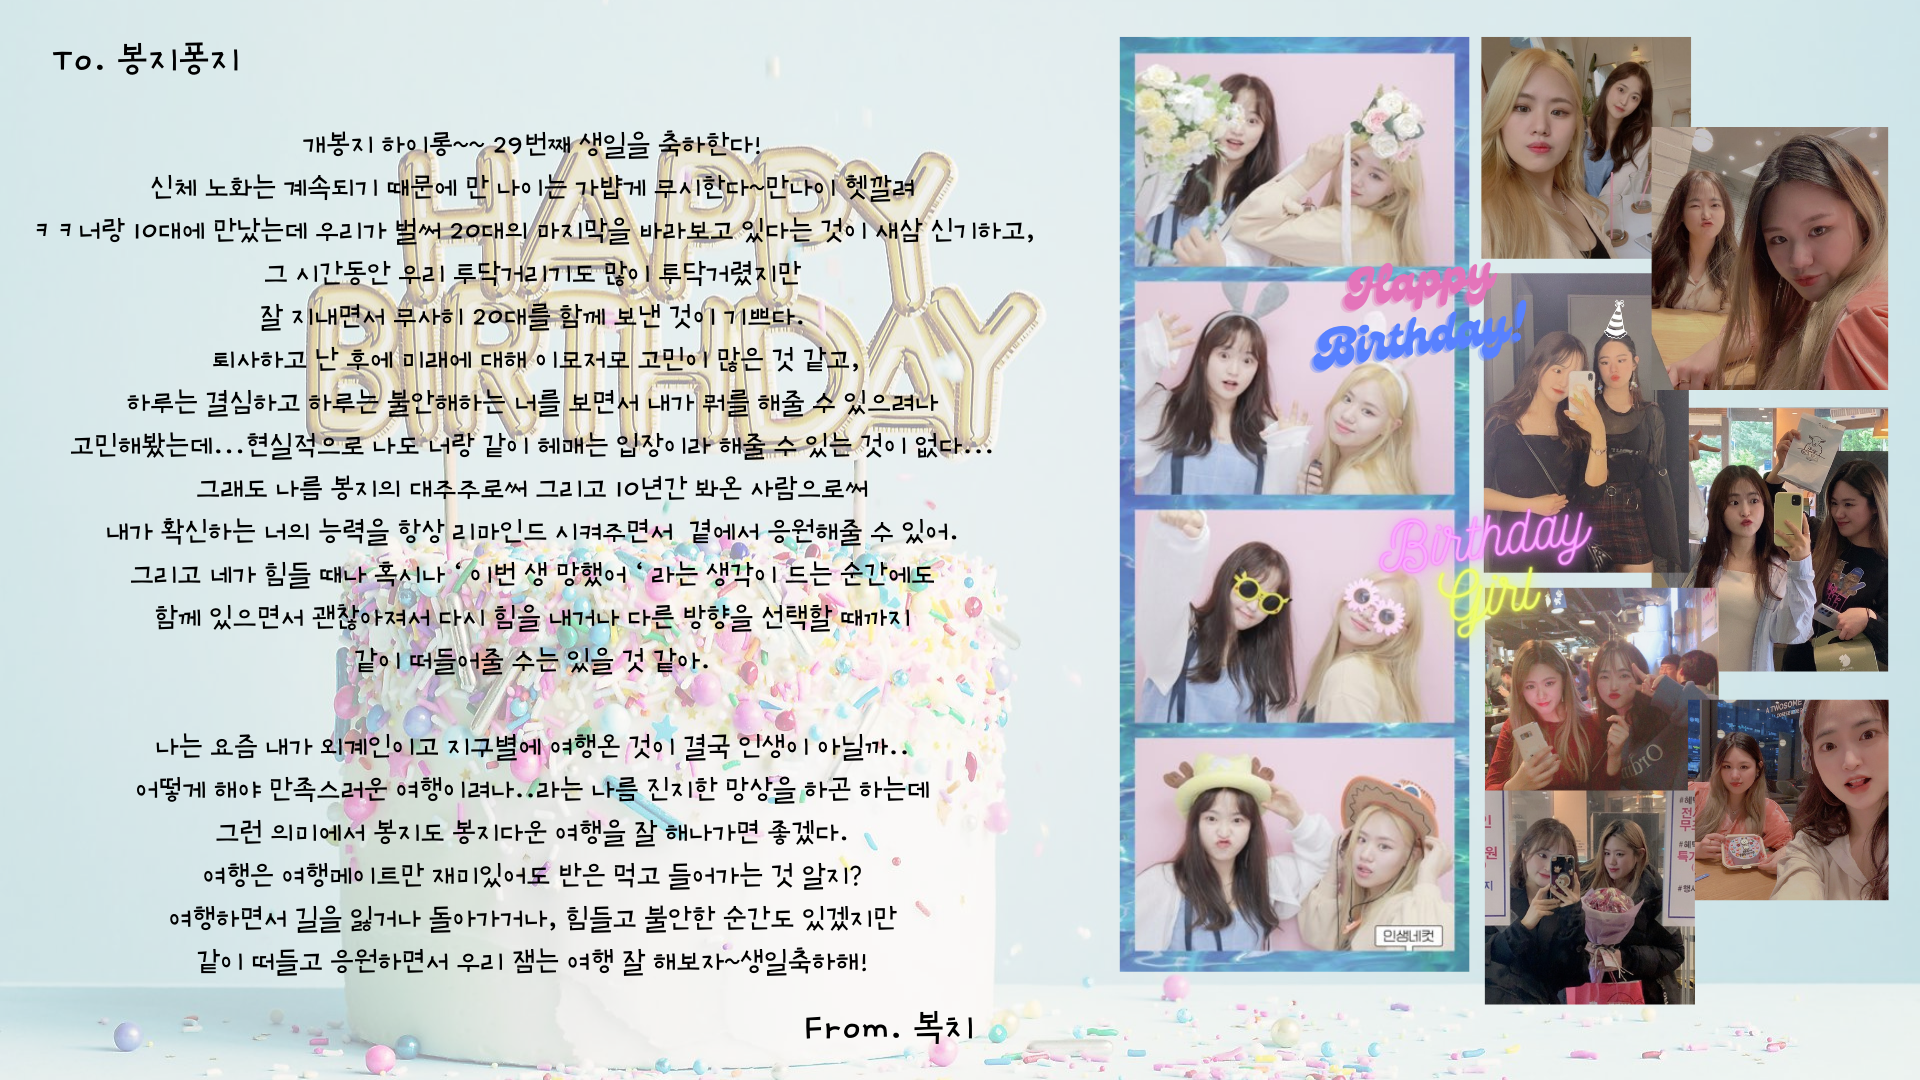 To. 봉지퐁지
개봉지 하이롱~~ 29번째 생일을 축하한다!
신체 노화는 계속되기 때문에 만 나이는 가뱝게 무시한다~만나이 헷깔려
ㅋㅋ너랑 10대에 만났는데 우리가 벌써 20대의 마지막을 바라보고 있다는 것이 새삼 신기하고,
그 시간동안 우리 투닥거리기도 많이 투닥거렸지만
잘 지내면서 무사히 20대를 함께 보낸 것이 기쁘다.
퇴사하고 난 후에 미래에 대해 이모저모 고민이 많은 것 같고,
하루는 결심하고 하루는 불안해하는 너를 보면서 내가 뭐를 해줄 수 있으려나
고민해봤는데...현실적으로 나도 너랑 같이 헤매는 입장이라 해줄 수 있는 것이 없다...
그래도 나름 봉지의 대주주로써 그리고 10년간 봐온 사람으로써
내가 확신하는 너의 능력을 항상 리마인드 시켜주면서 곁에서 응원해줄 수 있어.
그리고 네가 힘들 때나 혹시나 ' 이번 생 망했어 ' 라는 생각이 드는 순간에도
함께 있으면서 괜찮아져서 다시 힘을 내거나 다른 방향을 선택할 때까지
같이 떠들어줄 수는 있을 것 같아.
나는 요즘 내가 외계인이고 지구별에 여행온 것이 결국 인생이 아닐까..
어떻게 해야 만족스러운 여행이려나..라는 나름 진지한 망상을 하곤 하는데
그런 의미에서 봉지도 봉지다운 여행을 잘 해나가면 좋겠다.
여행은 여행메이트만 재미있어도 반은 먹고 들어가는 것 알지?
여행하면서 길을 잃거나 돌아가거나, 힘들고 불안한 순간도 있겠지만
같이 떠들고 응원하면서 우리 잼는 여행 잘 해보자~생일축하해!
From. 복치
HAPPY
BIRTHDAY
Happy
Birthday!
Birthday
Girl
인생네컷
A TWOSOME